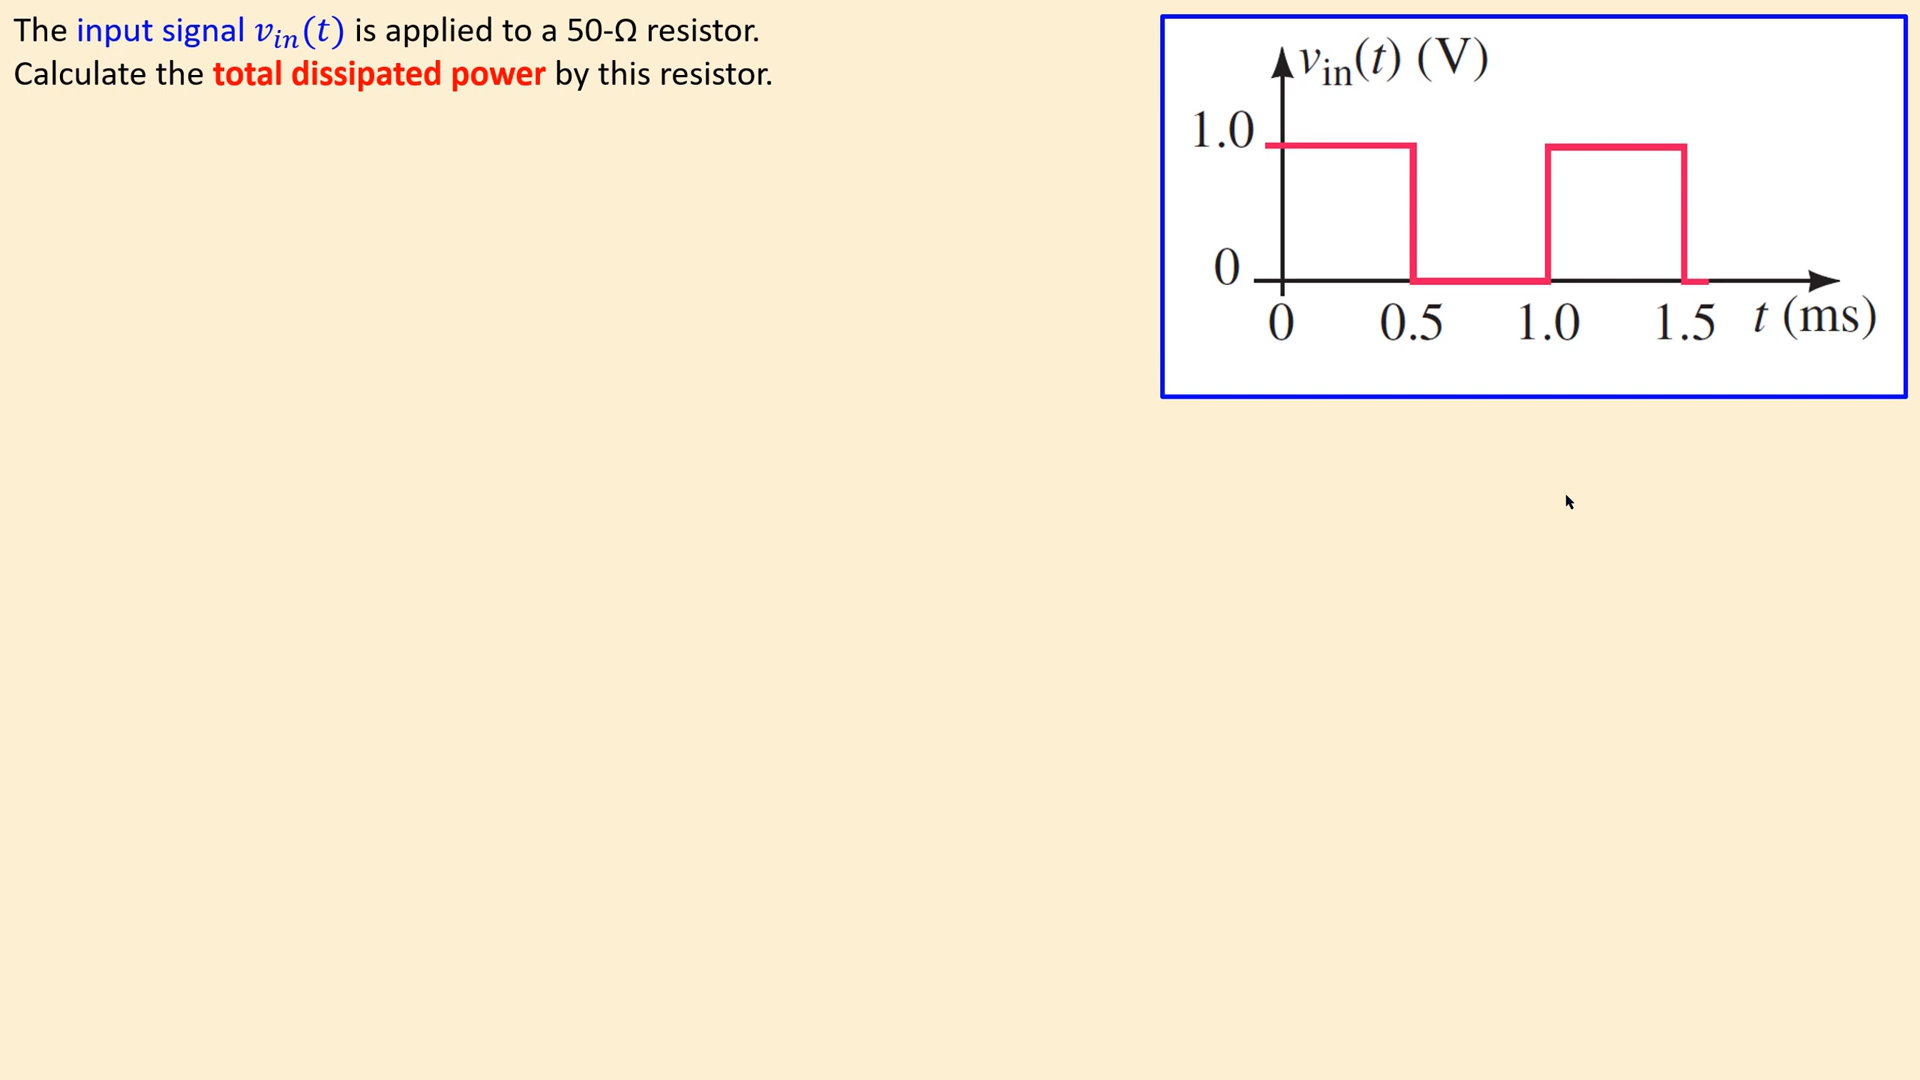 The input signal v_in(t) is applied to a 50-Ω resistor.
Calculate the total dissipated power by this resistor.
v_in(t) (V)
1.0
0
0 0.5 1.0 1.5 t (ms)